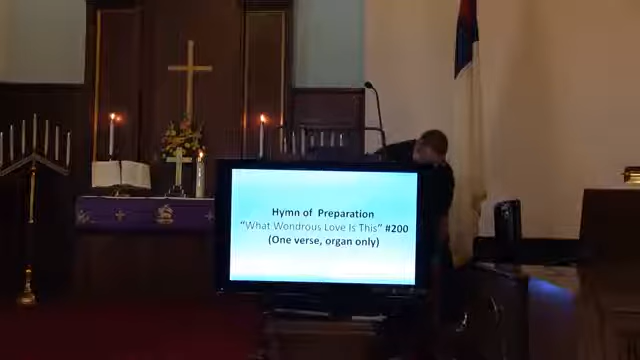 Hymn of Preparation
“What Wondrous Love Is This” #200
(One verse, organ only)